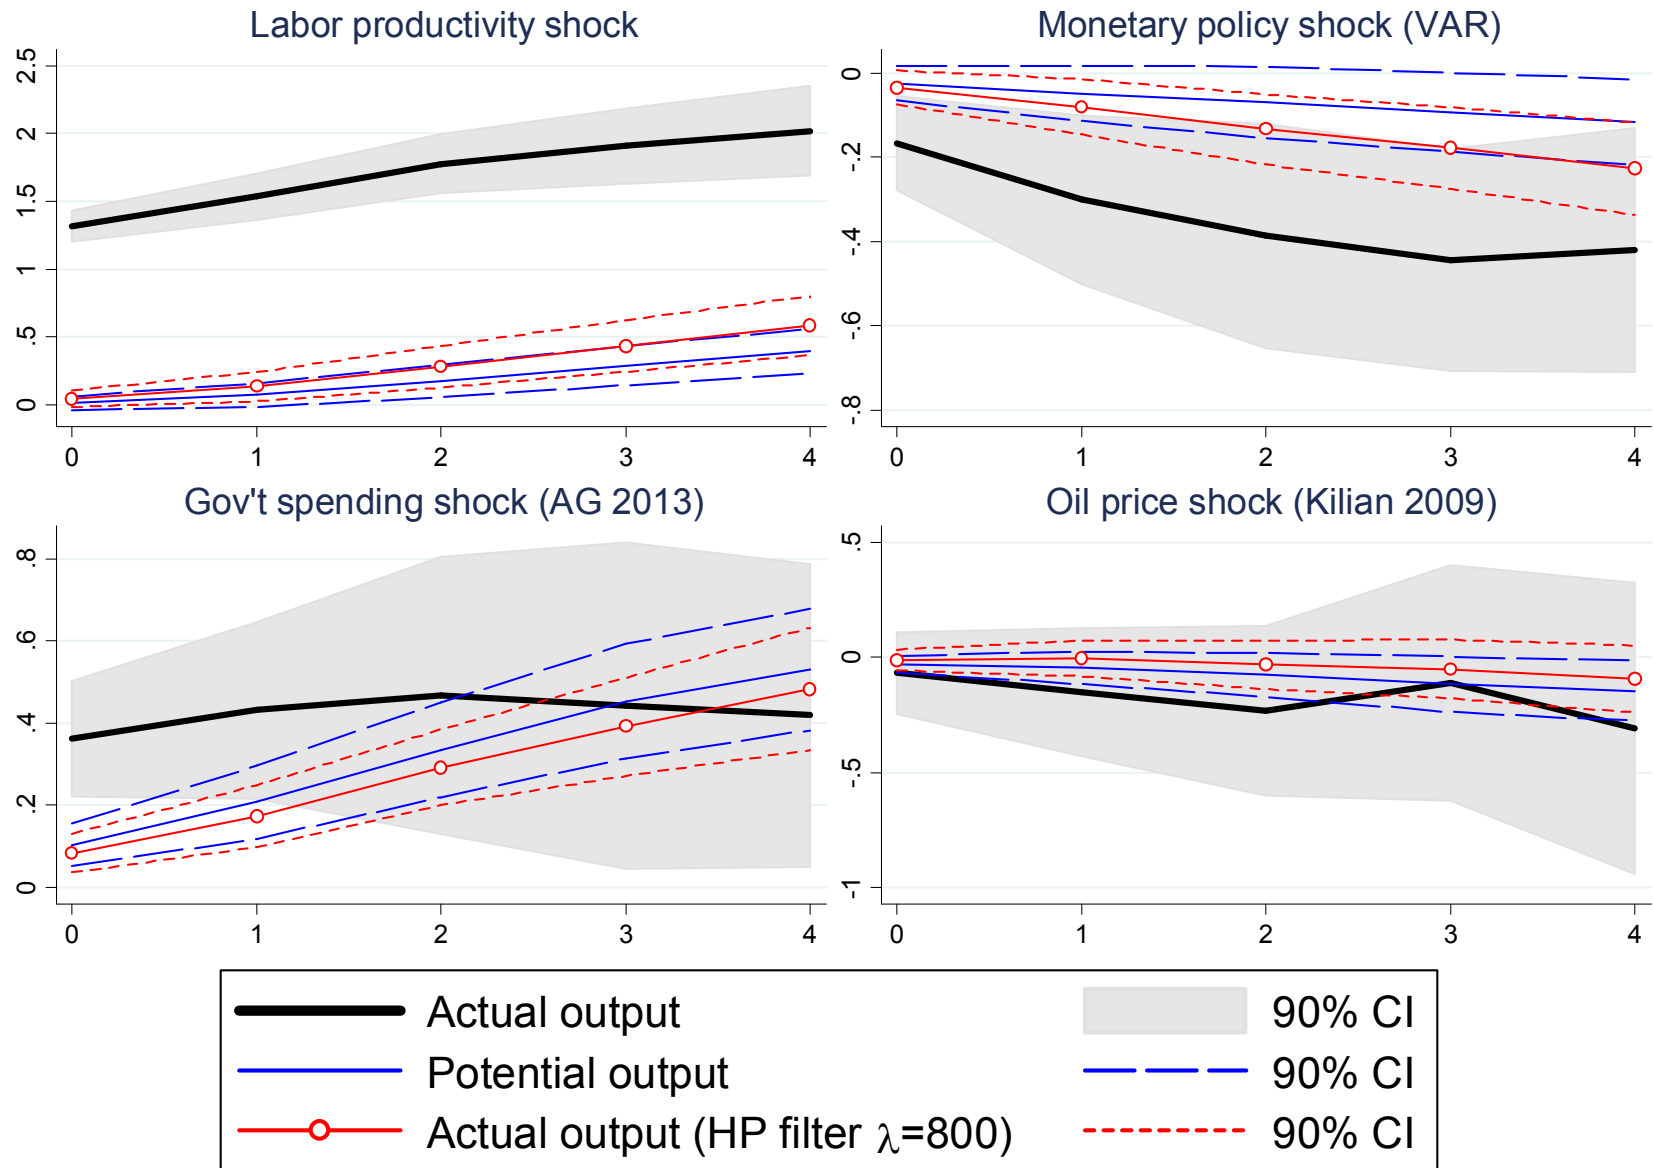 Labor productivity shock
2.5
2
1.5
1
.5
0
0 1 2 3 4
Monetary policy shock (VAR)
0
-.2
-.4
-.6
-.8
0 1 2 3 4
Gov't spending shock (AG 2013)
.8
.6
.4
.2
0
0 1 2 3 4
Oil price shock (Kilian 2009)
.5
0
-.5
-1
0 1 2 3 4
Actual output 90% CI
Potential output 90% CI
Actual output (HP filter λ=800) 90% CI